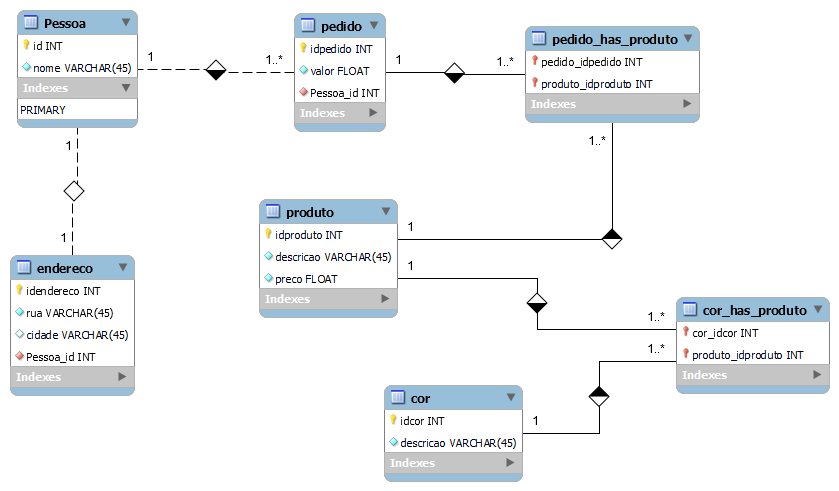 Pessoa
id INT
nome VARCHAR(45)
Indexes
PRIMARY
1
1..*
pedido
idpedido INT
valor FLOAT
Pessoa_id INT
Indexes
1
1..*
pedido_has_produto
pedido_idpedido INT
produto_idproduto INT
Indexes
1..*
1
1
endereco
idendereco INT
rua VARCHAR(45)
cidade VARCHAR(45)
Pessoa_id INT
Indexes
produto
idproduto INT
descricao VARCHAR(45)
preco FLOAT
Indexes
1
1
1..*
1..*
cor_has_produto
cor_idcor INT
produto_idproduto INT
Indexes
cor
idcor INT
descricao VARCHAR(45)
Indexes
1